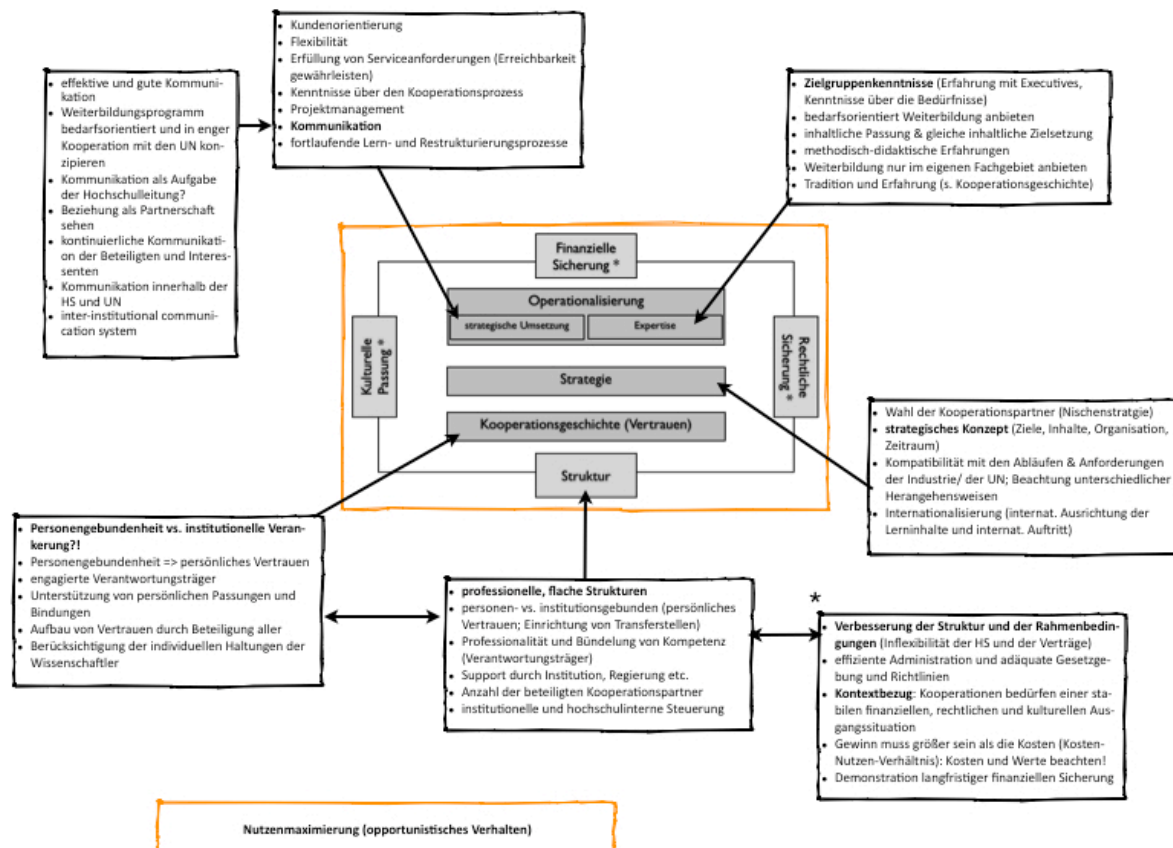 • Kundenorientierung
• Flexibilität
• Erfüllung von Serviceanforderungen (Erreichbarkeit
gewährleisten)
• Kenntnisse über den Kooperationsprozess
• Projektmanagement
• Kommunikation
• fortlaufende Lern- und Restrukturierungsprozesse
• effektive und gute Kommuni-
kation
• Weiterbildungsprogramm
bedarfsorientiert und in enger
Kooperation mit den UN kon-
zipieren
• Kommunikation als Aufgabe
der Hochschulleitung?
• Beziehung als Partnerschaft
sehen
• kontinuierliche Kommunikati-
on der Beteiligten und Interes-
senten
• Kommunikation innerhalb der
HS und UN
• inter-institutional communi-
cation system
• Zielgruppenkenntnisse (Erfahrung mit Executives,
Kenntnisse über die Bedürfnisse)
• bedarfsorientiert Weiterbildung anbieten
• inhaltliche Passung & gleiche inhaltliche Zielsetzung
• methodisch-didaktische Erfahrungen
• Weiterbildung nur im eigenen Fachgebiet anbieten
• Tradition und Erfahrung (s. Kooperationsgeschichte)
Finanzielle
Sicherung *
Operationalisierung
strategische Umsetzung
Expertise
Kulturelle
Passung *
Rechtliche
Sicherung *
Strategie
Kooperationsgeschichte (Vertrauen)
Struktur
• Wahl der Kooperationspartner (Nischenstratgie)
• strategisches Konzept (Ziele, Inhalte, Organisation,
Zeitraum)
• Kompatibilität mit den Abläufen & Anforderungen
der Industrie/ der UN; Beachtung unterschiedlicher
Herangehensweisen
• Internationalisierung (internat. Ausrichtung der
Lerninhalte und internat. Auftritt)
• Personengebundenheit vs. institutionelle Veran-
kerung?!
• Personengebundenheit => persönliches Vertrauen
• engagierte Verantwortungsträger
• Unterstützung von persönlichen Passungen und
Bindungen
• Aufbau von Vertrauen durch Beteiligung aller
• Berücksichtigung der individuellen Haltungen der
Wissenschaftler
• professionelle, flache Strukturen
• personen- vs. institutionsgebunden (persönliches
Vertrauen; Einrichtung von Transferstellen)
• Professionalität und Bündelung von Kompetenz
(Verantwortungsträger)
• Support durch Institution, Regierung etc.
• Anzahl der beteiligten Kooperationspartner
• institutionelle und hochschulinterne Steuerung
*
• Verbesserung der Struktur und der Rahmenbedin-
gungen (Inflexibilität der HS und der Verträge)
• effiziente Administration und adäquate Gesetzge-
bung und Richtlinien
• Kontextbezug: Kooperationen bedürfen einer sta-
bilen finanziellen, rechtlichen und kulturellen Aus-
gangssituation
• Gewinn muss größer sein als die Kosten (Kosten-
Nutzen-Verhältnis): Kosten und Werte beachten!
• Demonstration langfristiger finanziellen Sicherung
Nutzenmaximierung (opportunistisches Verhalten)